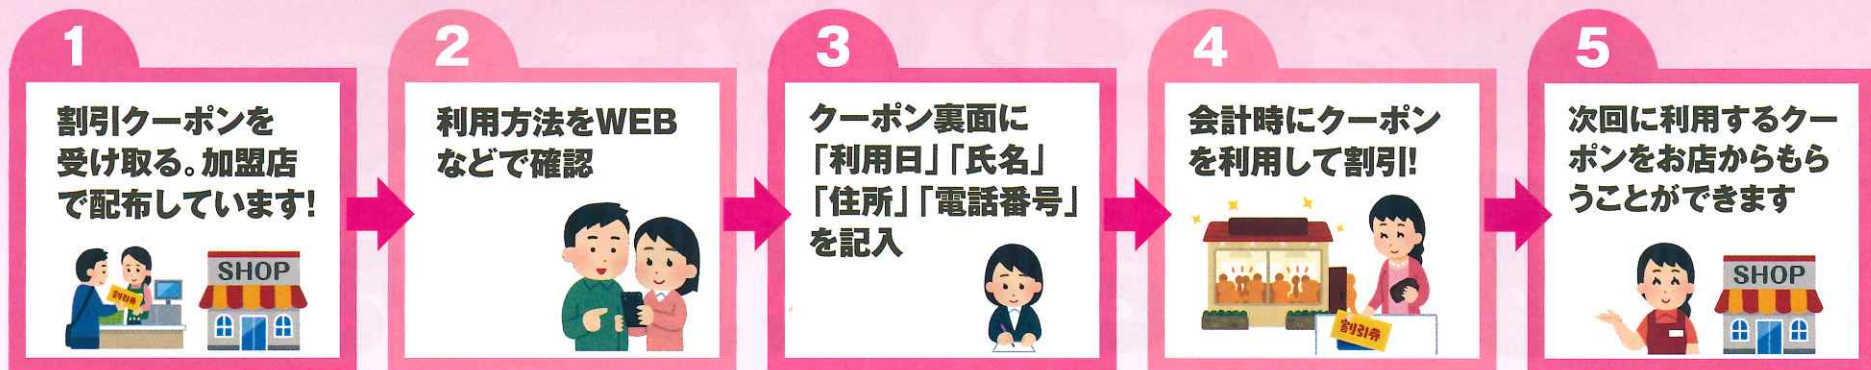 1
割引クーポンを
受け取る。加盟店
で配布しています!
割引券
SHOP
2
利用方法をWEB
などで確認
3
クーポン裏面に
「利用日」「氏名」
「住所」「電話番号」
を記入
4
会計時にクーポン
を利用して割引!
割引券
5
次回に利用するクー
ポンをお店からもら
うことができます
SHOP